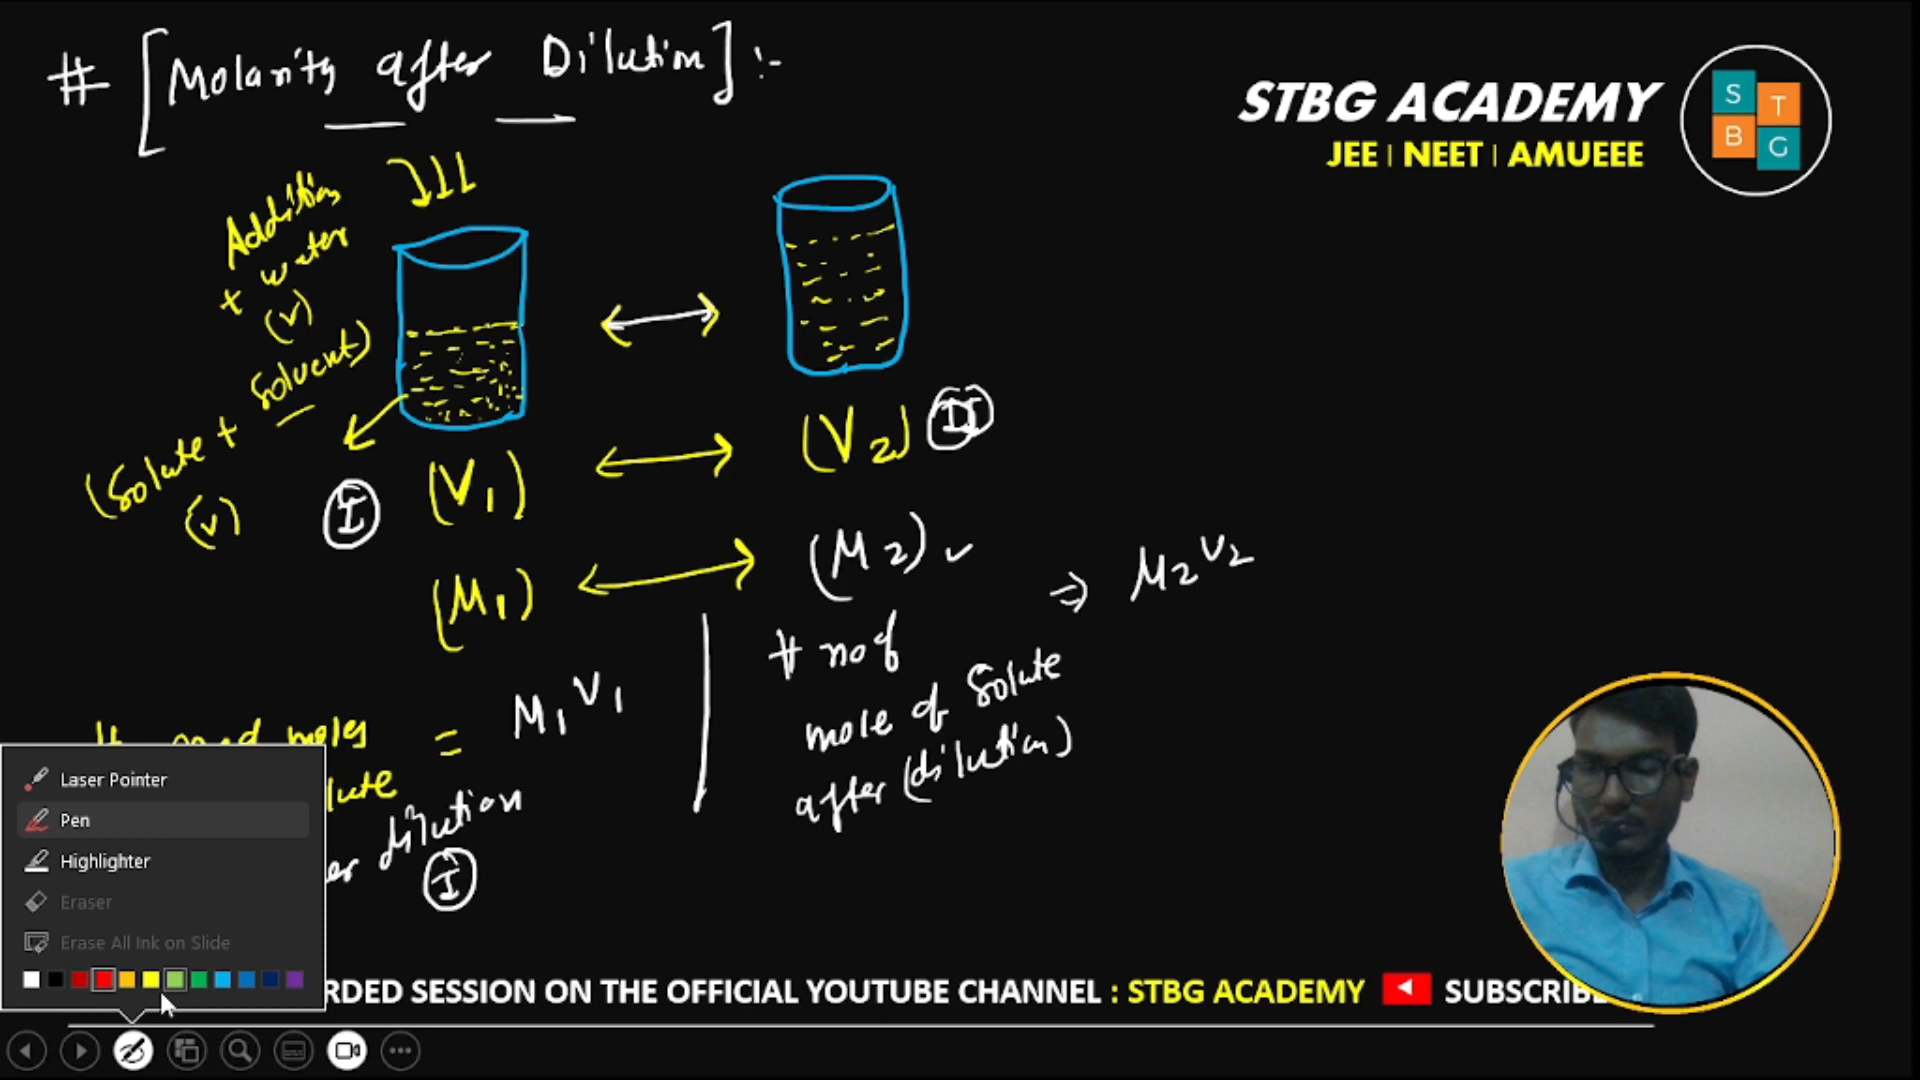 # [Molarity after Dilution] :-
STBG ACADEMY
JEE | NEET | AMUEEE
S T B G
Addition
+ water
(v)
(Solute + Solvent)
(v)
I
(V1)
(V2) II
(M1)
(M2) ✓
⇒ M2V2
# no of
mole of Solute
after (dilution)
moles = M1V1
dilution
I
Laser Pointer
Pen
Highlighter
Eraser
Erase All Ink on Slide
RDED SESSION ON THE OFFICIAL YOUTUBE CHANNEL : STBG ACADEMY SUBSCRIBE